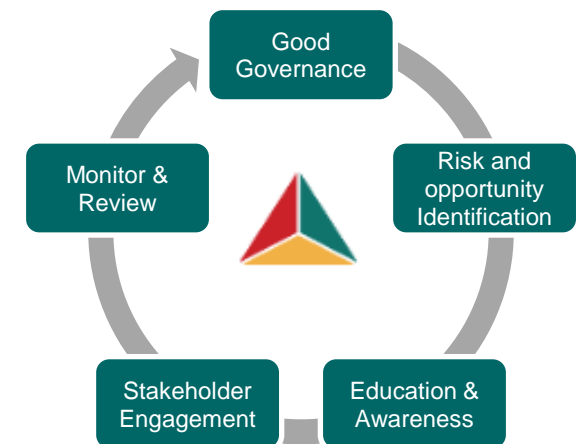 Good
Governance
Risk and
opportunity
Identification
Education &
Awareness
Stakeholder
Engagement
Monitor &
Review